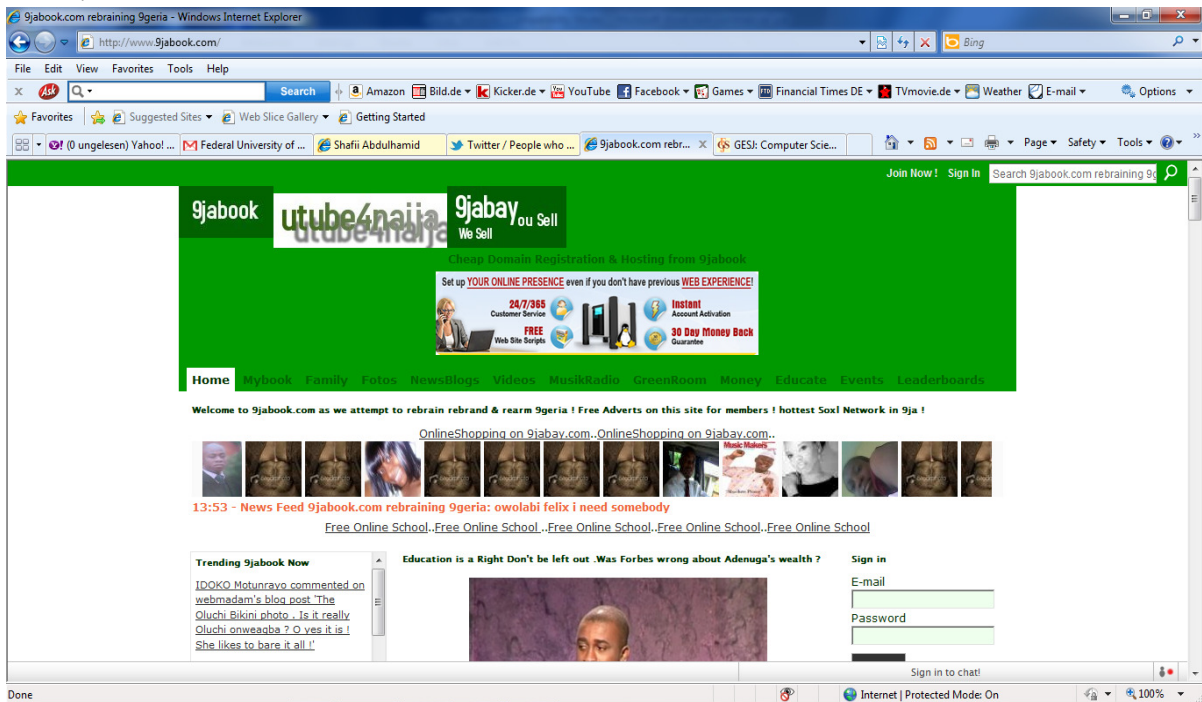 9jabook.com rebraining 9geria - Windows Internet Explorer
http://www.9jabook.com/
Bing
File Edit View Favorites Tools Help
x Ask Search Amazon Bild.de Kicker.de YouTube Facebook Games Financial Times DE TVmovie.de Weather E-mail Options
Favorites Suggested Sites Web Slice Gallery Getting Started
(0 ungelesen) Yahoo! ... Federal University of ... Shafii Abdulhamid Twitter / People who ... 9jabook.com rebr... x GESJ: Computer Scie... Page Safety Tools
Join Now ! Sign In Search 9jabook.com rebraining 9g
9jabook utube4naija 9jabay ou Sell
We Sell
Cheap Domain Registration & Hosting from 9jabook
Set up YOUR ONLINE PRESENCE even if you don't have previous WEB EXPERIENCE!
24/7/365 Customer Service
Instant Account Activation
FREE Web Site Scripts
30 Day Money Back Guarantee
Home Mybook Family Fotos NewsBlogs Videos MusikRadio GreenRoom Money Educate Events Leaderboards
Welcome to 9jabook.com as we attempt to rebrain rebrand & rearm 9geria ! Free Adverts on this site for members ! hottest Soxl Network in 9ja !
OnlineShopping on 9jabay.com..OnlineShopping on 9jabay.com..
Music Makers
13:53 - News Feed 9jabook.com rebraining 9geria: owolabi felix i need somebody
Free Online School..Free Online School ..Free Online School..Free Online School..Free Online School
Trending 9jabook Now
IDOKO Motunrayo commented on
webmadam's blog post 'The
Oluchi Bikini photo . Is it really
Oluchi onweagba ? O yes it is !
She likes to bare it all !'
Education is a Right Don't be left out .Was Forbes wrong about Adenuga's wealth ?
Sign in
E-mail
Password
Sign in to chat!
Done Internet | Protected Mode: On 100%